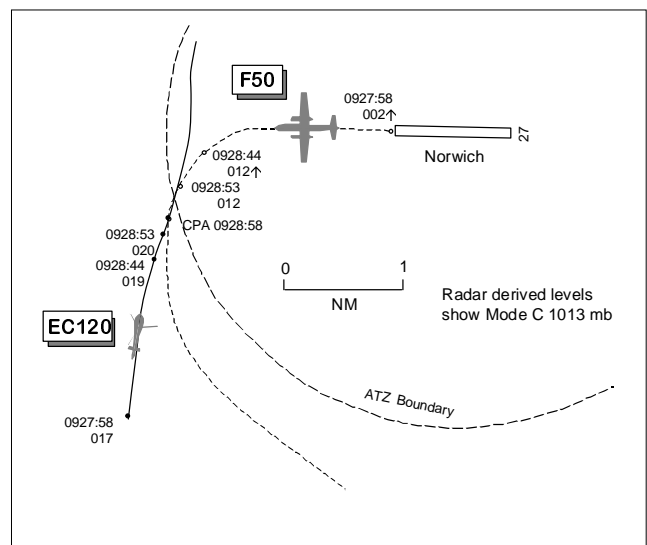 F50
0927:58
002↑
27
Norwich
0928:44
012↑
0928:53
012
CPA 0928:58
0928:53
020
0928:44
019
0 1
NM
Radar derived levels
show Mode C 1013 mb
EC120
ATZ Boundary
0927:58
017